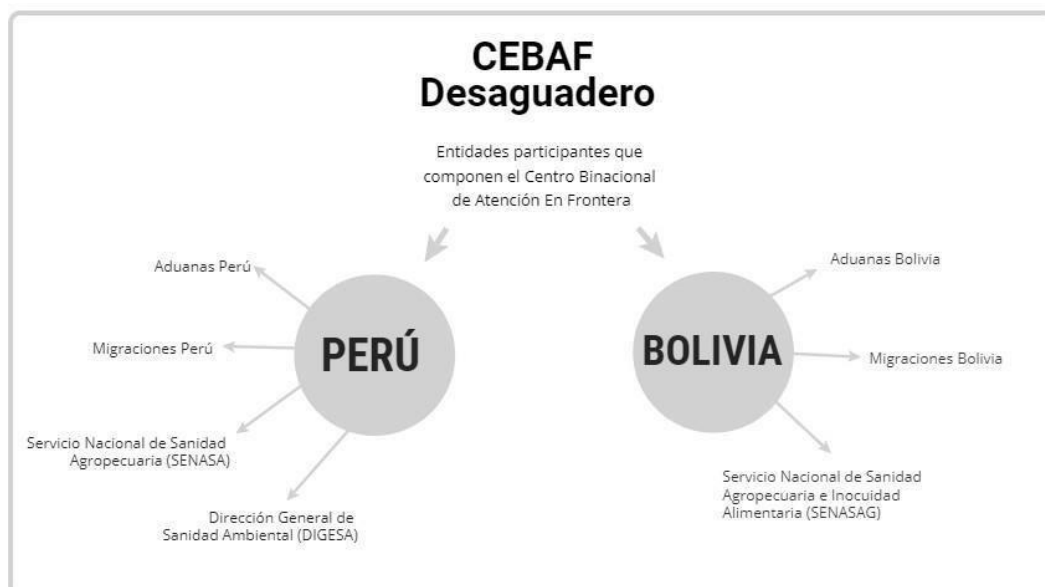 CEBAF
Desaguadero
Entidades participantes que
componen el Centro Binacional
de Atención En Frontera
Aduanas Perú
Migraciones Perú
PERÚ
Servicio Nacional de Sanidad
Agropecuaria (SENASA)
Dirección General de
Sanidad Ambiental (DIGESA)
Aduanas Bolivia
BOLIVIA
Migraciones Bolivia
Servicio Nacional de Sanidad
Agropecuaria e Inocuidad
Alimentaria (SENASAG)